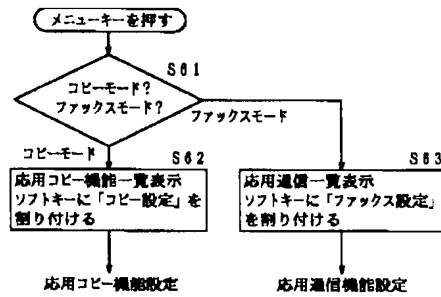 メニューキーを押す
S61
コピーモード?
ファックスモード?
ファックスモード
コピーモード
S62
応用コピー機能一覧表示
ソフトキーに「コピー設定」を
割り付ける
S63
応用通信一覧表示
ソフトキーに「ファックス設定」
を割り付ける
応用コピー機能設定
応用通信機能設定